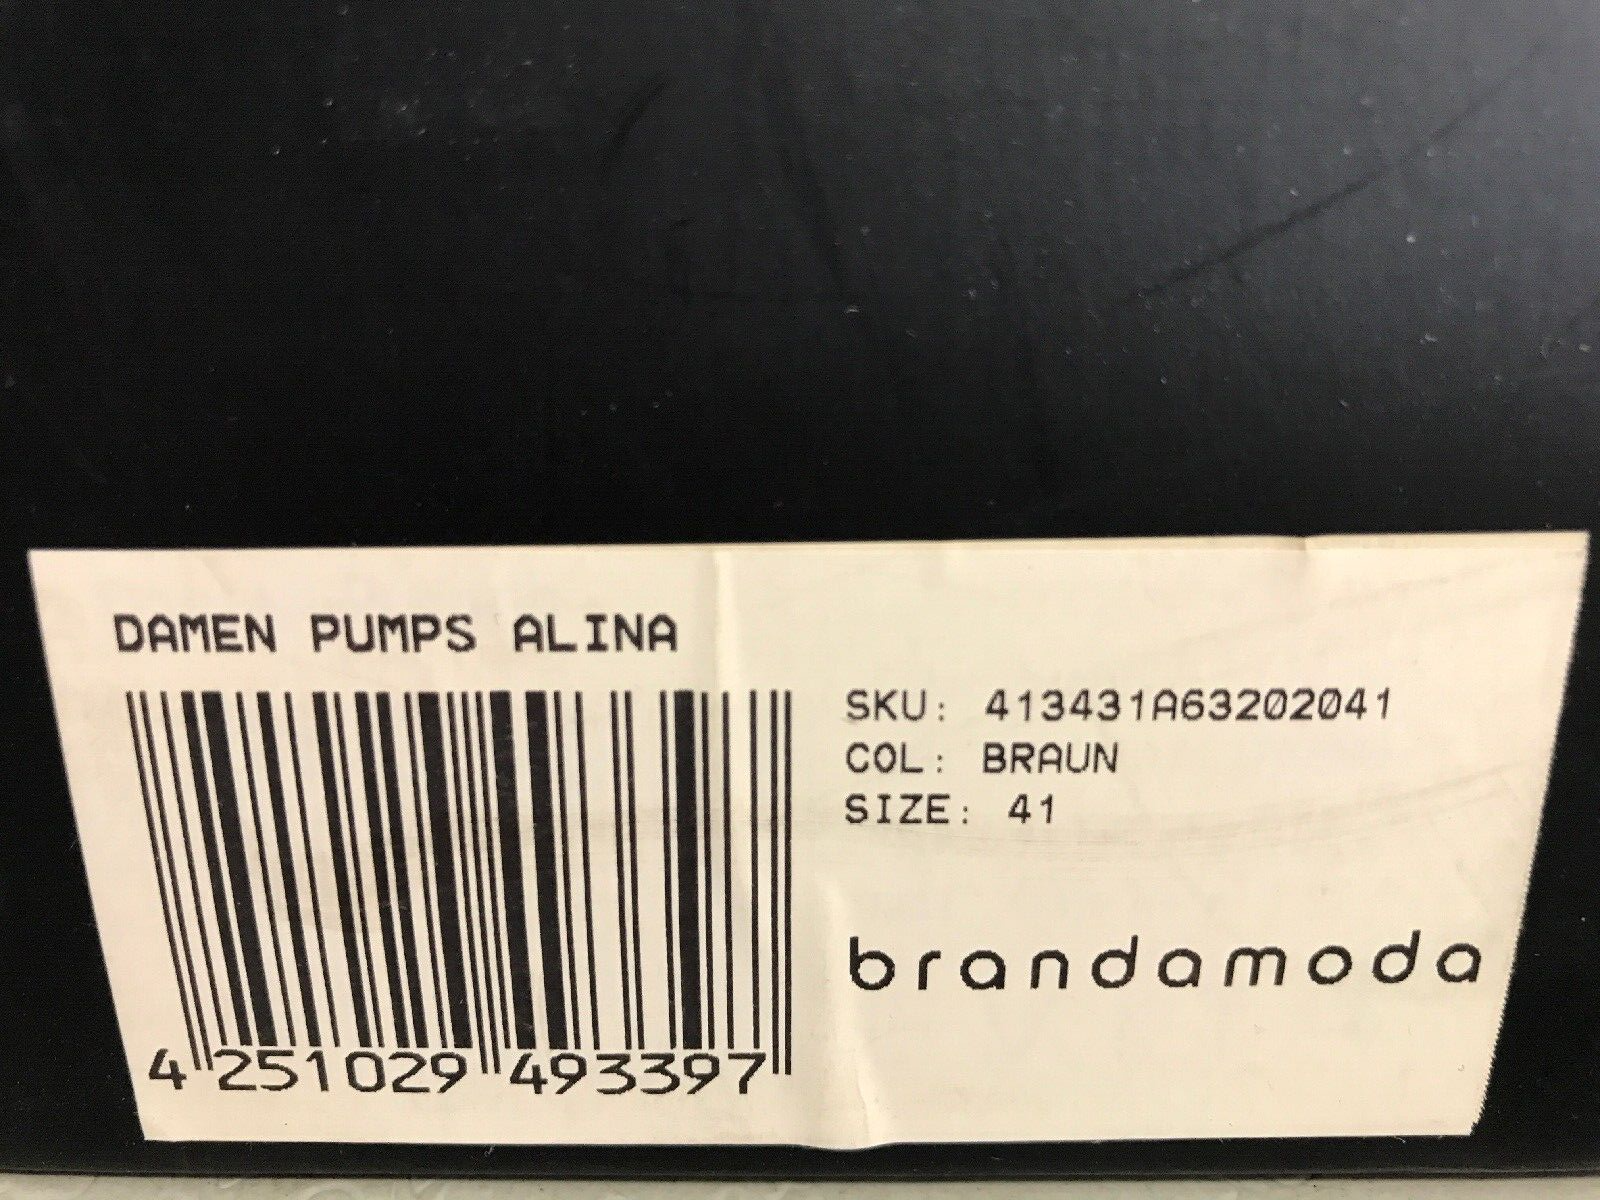 DAMEN PUMPS ALINA
SKU: 413431A63202041
COL: BRAUN
SIZE: 41
brandamoda
4 251029 493397